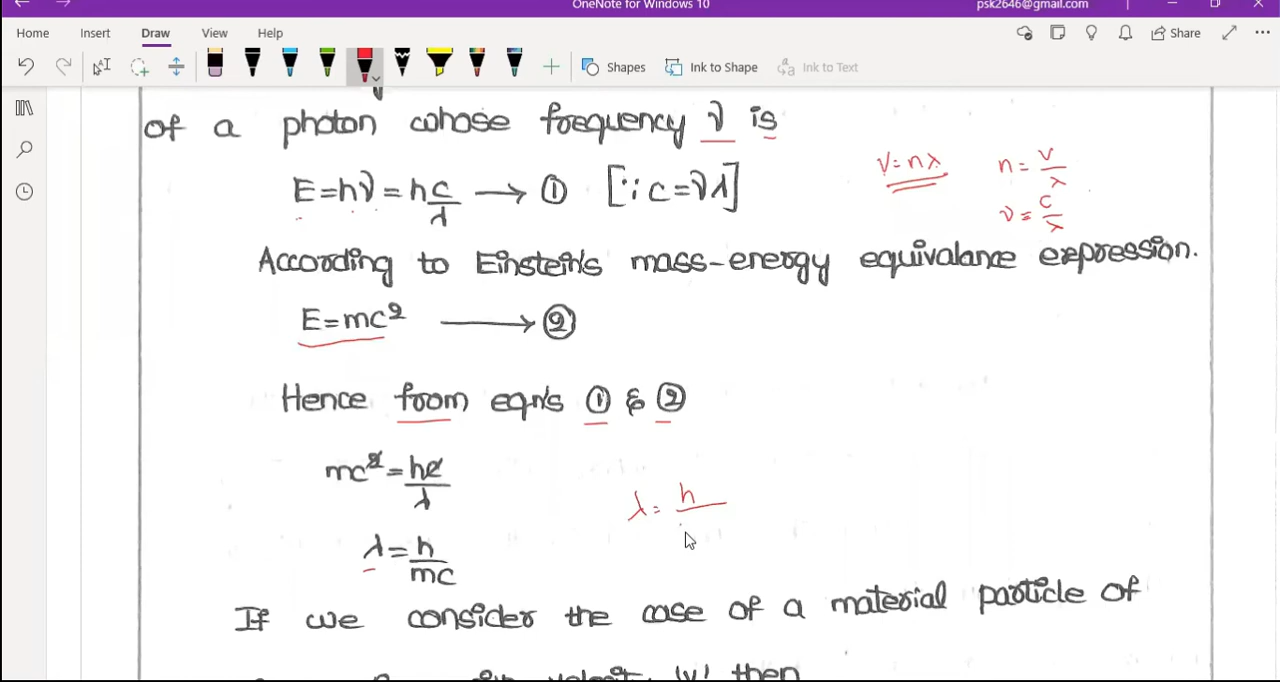 OneNote for Windows 10
psk2646@gmail.com
Home Insert Draw View Help
Share
Shapes Ink to Shape Ink to Text
of a photon whose frequency ν is
E=hν=hc/λ → ① [∵ c=νλ]
V=nλ n=V/λ
ν=c/λ
According to Einstein's mass-energy equivalance expression.
E=mc² → ②
Hence from eqn's ① & ②
mc²=hc/λ
λ=h/mc
λ=h
If we consider the case of a material particle of
then